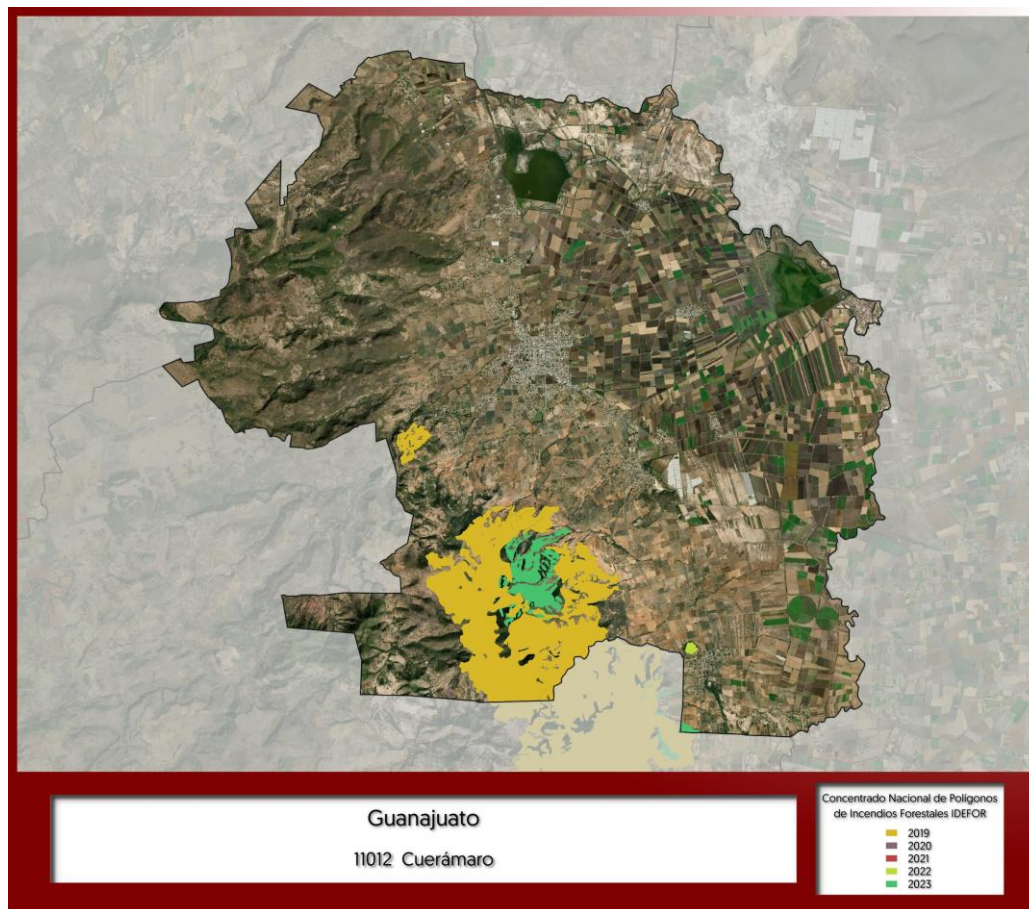 Guanajuato
11012 Cuerámaro
Concentrado Nacional de Polígonos
de Incendios Forestales IDEFOR
2019
2020
2021
2022
2023